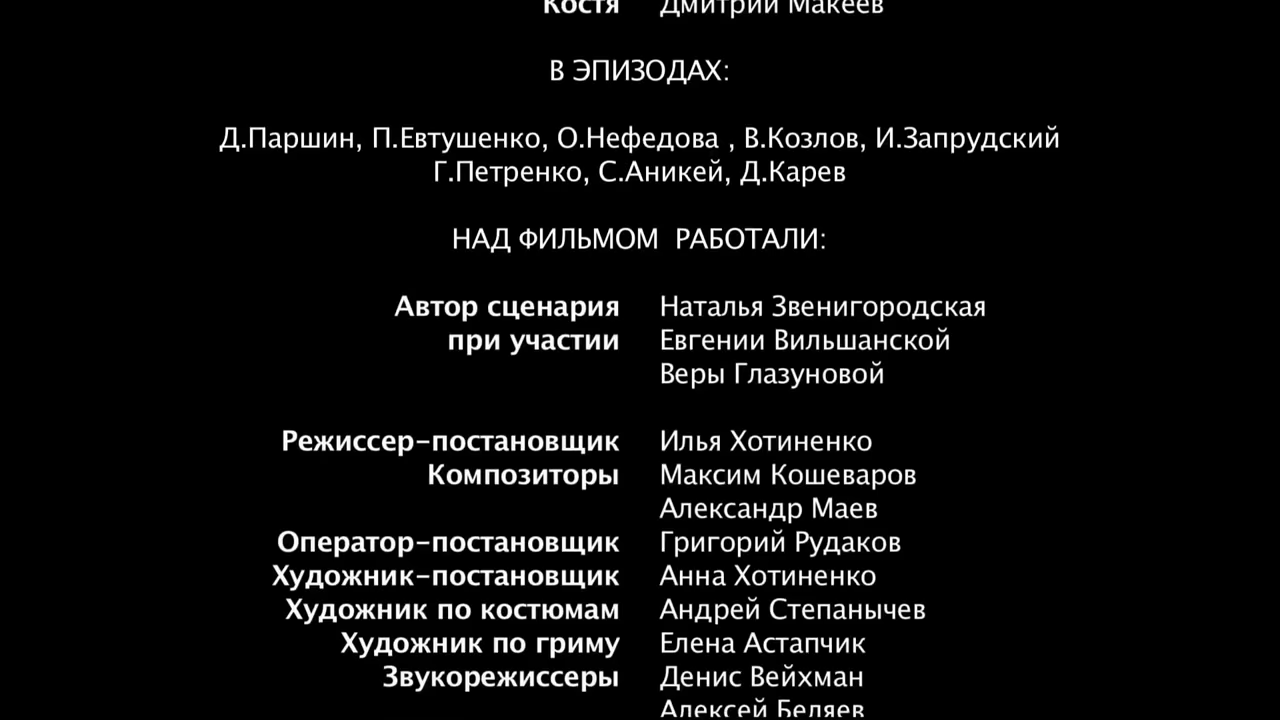 Костя Дмитрий Макеев
В ЭПИЗОДАХ:
Д.Паршин, П.Евтушенко, О.Нефедова , В.Козлов, И.Запрудский
Г.Петренко, С.Аникей, Д.Карев
НАД ФИЛЬМОМ РАБОТАЛИ:
Автор сценария Наталья Звенигородская
при участии Евгении Вильшанской
Веры Глазуновой
Режиссер-постановщик Илья Хотиненко
Композиторы Максим Кошеваров
Александр Маев
Оператор-постановщик Григорий Рудаков
Художник-постановщик Анна Хотиненко
Художник по костюмам Андрей Степанычев
Художник по гриму Елена Астапчик
Звукорежиссеры Денис Вейхман
Алексей Беляев